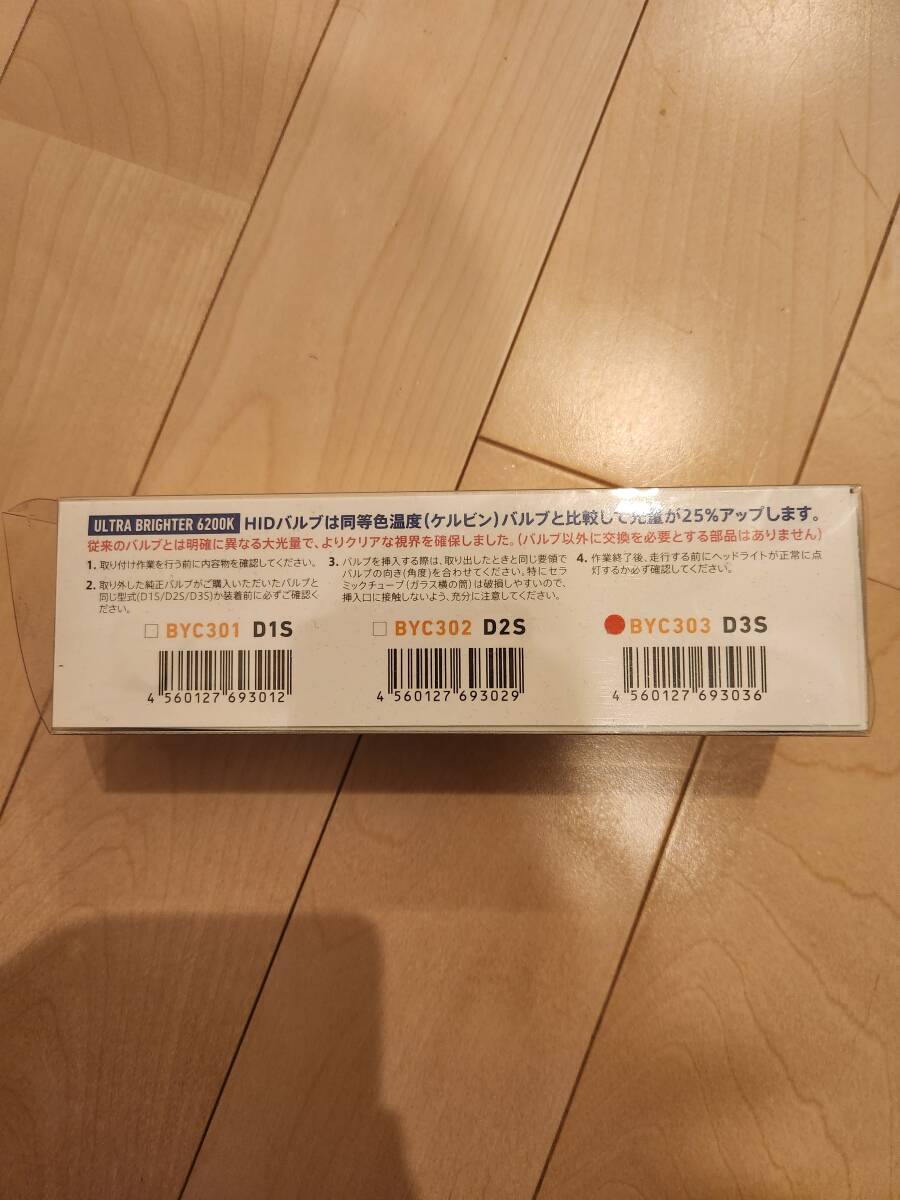 ULTRA BRIGHTER 6200K HIDバルブは同等色温度(ケルビン)バルブと比較して光量が25%アップします。
従来のバルブとは明確に異なる大光量で、よりクリアな視界を確保しました。(バルブ以外に交換を必要とする部品はありません)
1. 取り付け作業を行う前に内容物を確認してください。
2. 取り外した純正バルブがご購入いただいたバルブと
同じ型式(D1S/D2S/D3S)か装着前に必ずご確認く
ださい。
3. バルブを挿入する際は、取り出したときと同じ要領で
バルブの向き(角度)を合わせてください。特にセラ
ミックチューブ(ガラス横の筒)は破損しやすいので、
挿入口に接触しないよう、充分に注意してください。
4. 作業終了後、走行する前にヘッドライトが正常に点
灯するか必ず確認してください。
BYC301 D1S
4 560127 693012
BYC302 D2S
4 560127 693029
BYC303 D3S
4 560127 693036